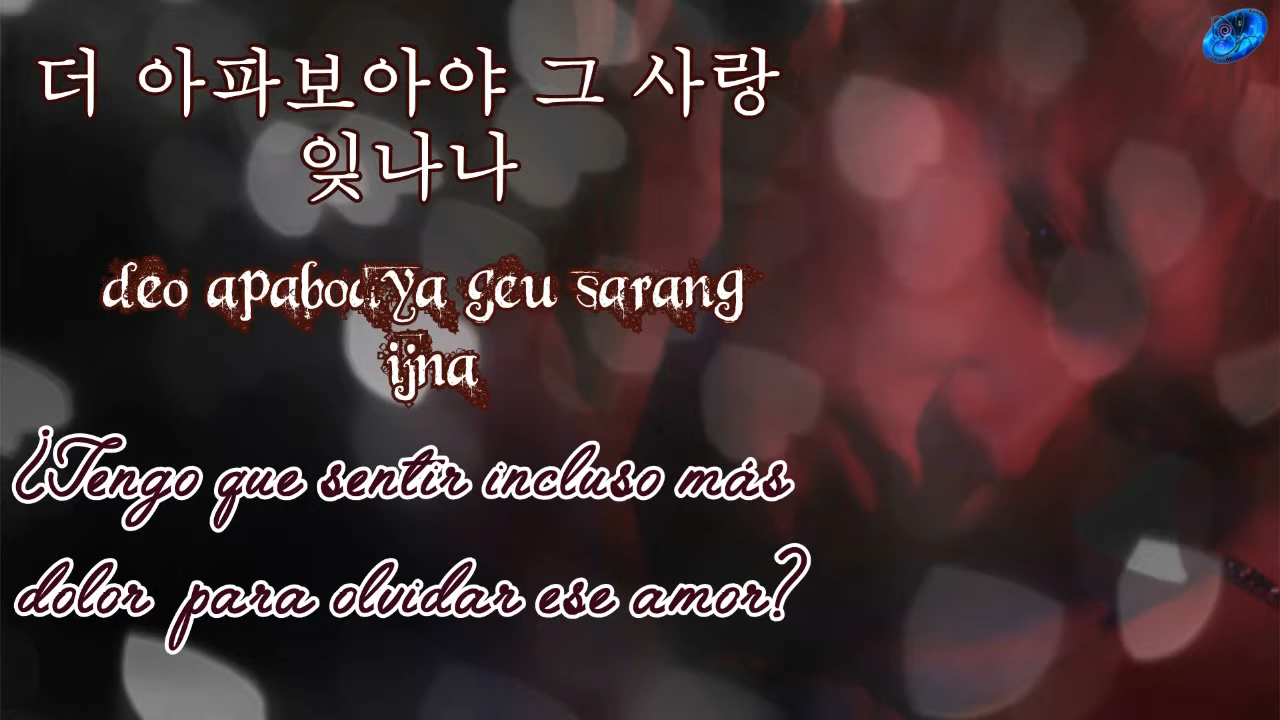 더 아파보아야 그 사랑
잊나나
deo apaboaya geu sarang
ijna
¿Tengo que sentir incluso más
dolor para olvidar ese amor?